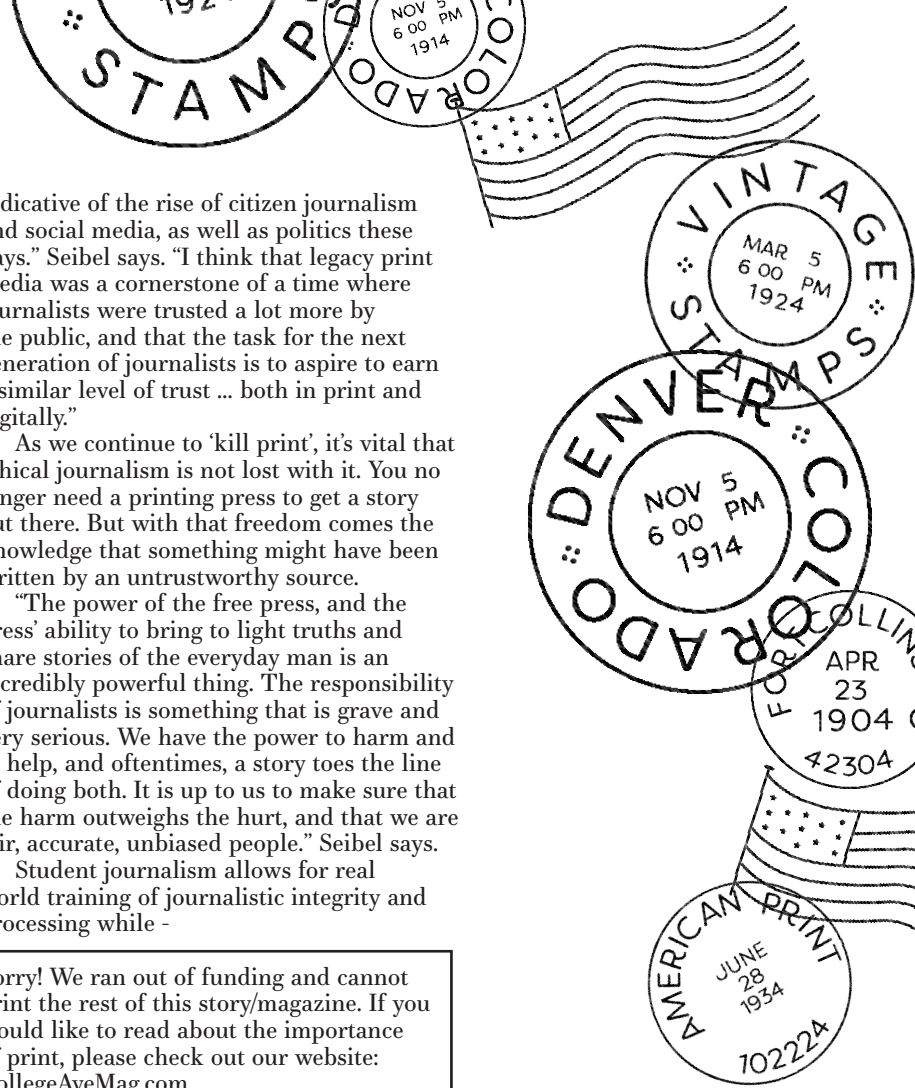 192
STAMPS
NOV 5
6 00 PM
1914
COLORADO
dicative of the rise of citizen journalism
nd social media, as well as politics these
ays.” Seibel says. “I think that legacy print
edia was a cornerstone of a time where
urnalists were trusted a lot more by
e public, and that the task for the next
eneration of journalists is to aspire to earn
similar level of trust ... both in print and
gitally.”
As we continue to ‘kill print’, it’s vital that
hical journalism is not lost with it. You no
nger need a printing press to get a story
ut there. But with that freedom comes the
nowledge that something might have been
ritten by an untrustworthy source.
“The power of the free press, and the
ress’ ability to bring to light truths and
hare stories of the everyday man is an
credibly powerful thing. The responsibility
f journalists is something that is grave and
ery serious. We have the power to harm and
help, and oftentimes, a story toes the line
f doing both. It is up to us to make sure that
e harm outweighs the hurt, and that we are
ir, accurate, unbiased people.” Seibel says.
Student journalism allows for real
orld training of journalistic integrity and
rocessing while -
orry! We ran out of funding and cannot
rint the rest of this story/magazine. If you
ould like to read about the importance
f print, please check out our website:
ollegeAveMag.com
VINTAGE
STAMPS
MAR 5
6 00 PM
1924
DENVER
COLORADO
NOV 5
6 00 PM
1914
FORT COLLINS
APR
23
1904
42304
AMERICAN PRINT
JUNE
28
1934
102224